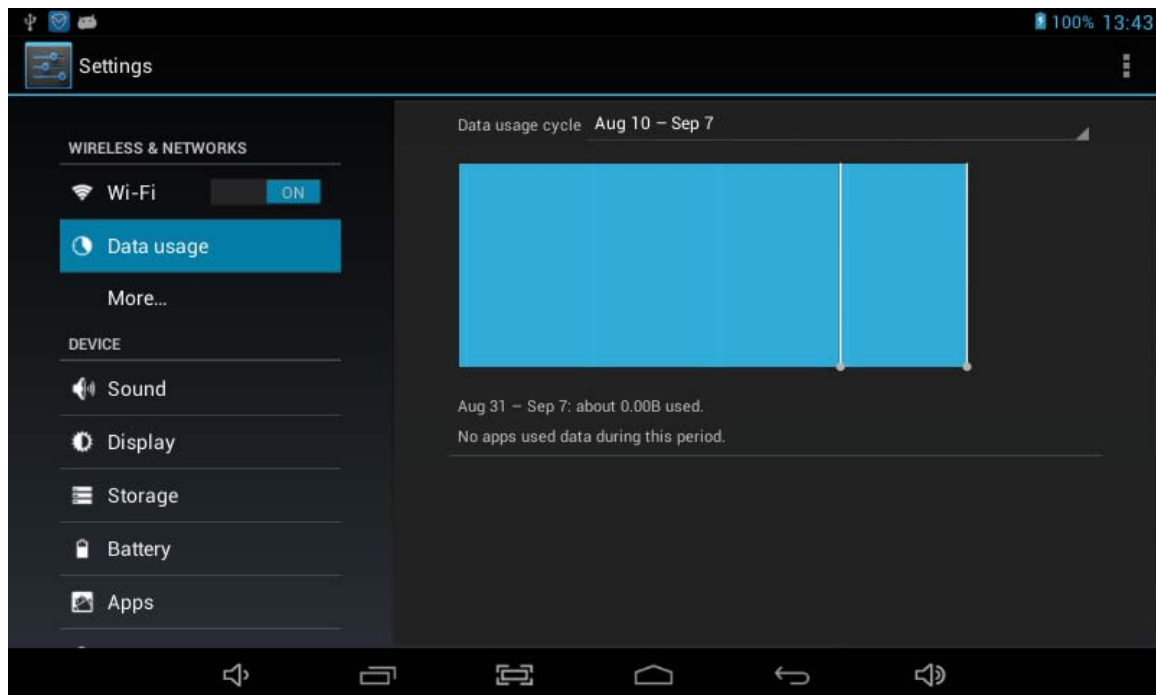 100% 13:43
Settings
WIRELESS & NETWORKS
Wi-Fi ON
Data usage
More...
DEVICE
Sound
Display
Storage
Battery
Apps
Data usage cycle Aug 10 – Sep 7
Aug 31 – Sep 7: about 0.00B used.
No apps used data during this period.